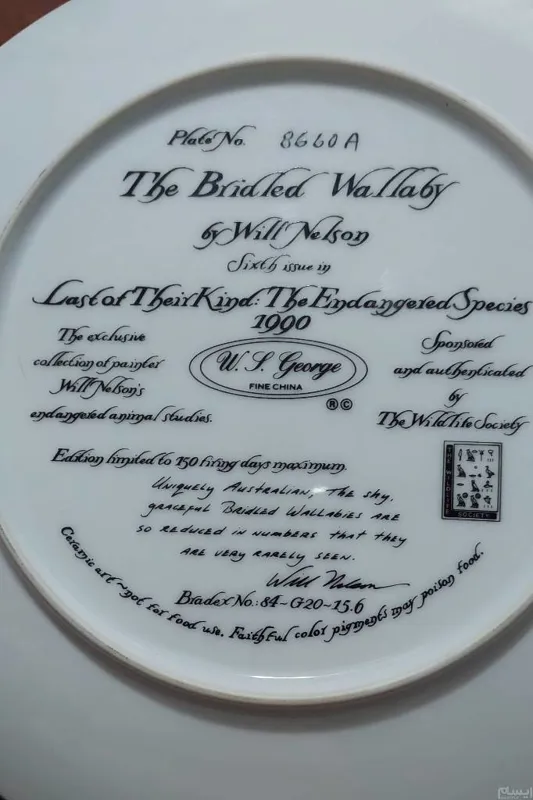 Plate No. 8660A
The Bridled Wallaby
by Will Nelson
Sixth issue in
Last of Their Kind: The Endangered Species
1990
The exclusive
collection of painter
Will Nelson's
endangered animal studies.
W. S. George
FINE CHINA
® ©
Sponsored
and authenticated
by
The Wildlife Society
THE WILDLIFE
SOCIETY
Edition limited to 150 firing days maximum.
Uniquely Australian, the shy,
graceful Bridled Wallabies are
so reduced in numbers that they
are very rarely seen.
Will Nelson
Bradex No.: 84-G20-15.6
Ceramic art ~ not for food use. Faithful color pigments may poison food.
ایسام